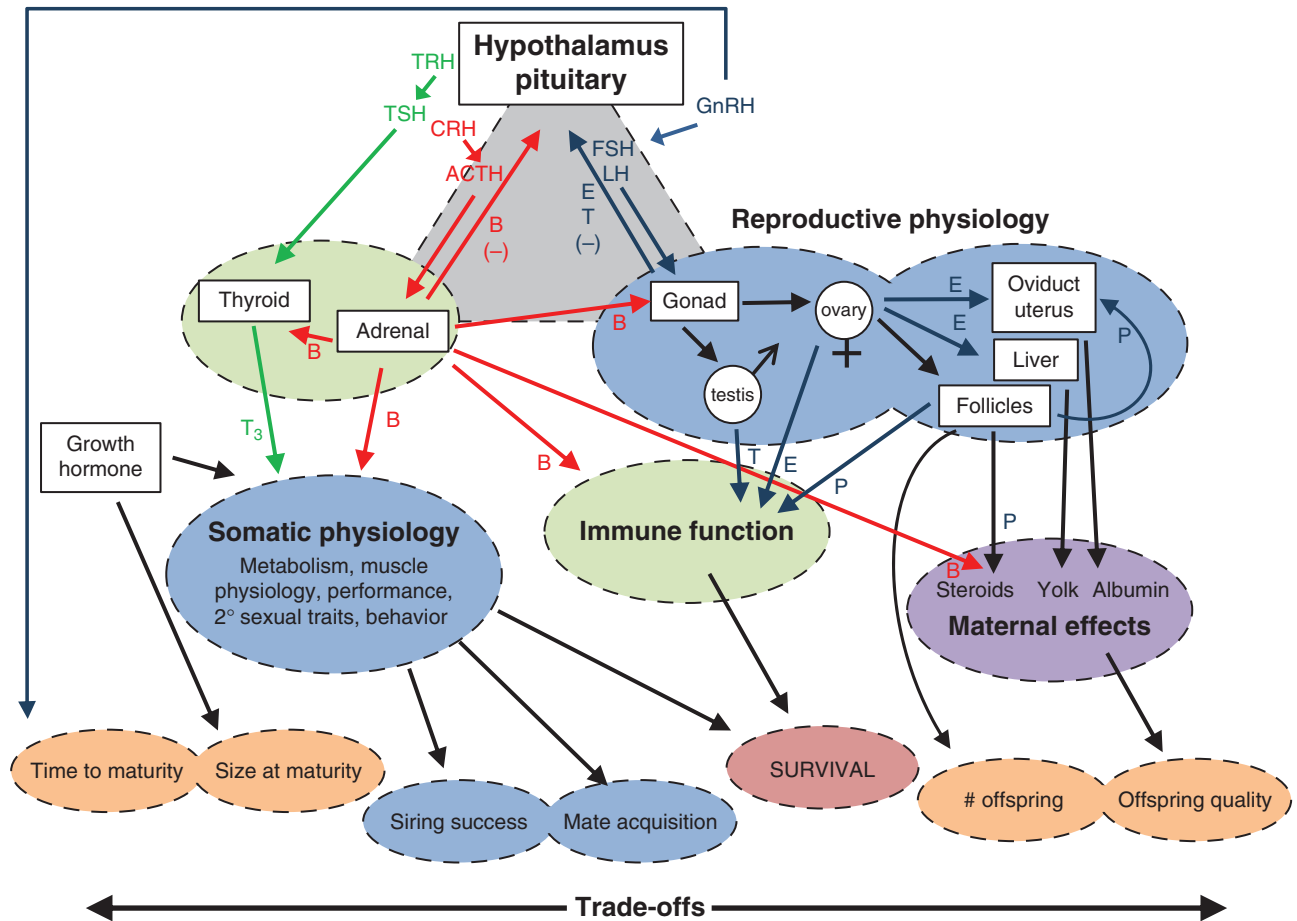 Hypothalamus
pituitary
TRH
TSH
CRH
ACTH
GnRH
FSH
LH
E
T
(–)
B
(–)
Reproductive physiology
Thyroid
Adrenal
B
B
Gonad
ovary
testis
E
E
Oviduct
uterus
P
Liver
Follicles
T₃
B
B
T
E
P
P
Growth
hormone
Somatic physiology
Metabolism, muscle
physiology, performance,
2° sexual traits, behavior
Immune function
B
Steroids Yolk Albumin
Maternal effects
Time to maturity
Size at maturity
Siring success
Mate acquisition
SURVIVAL
# offspring
Offspring quality
Trade-offs